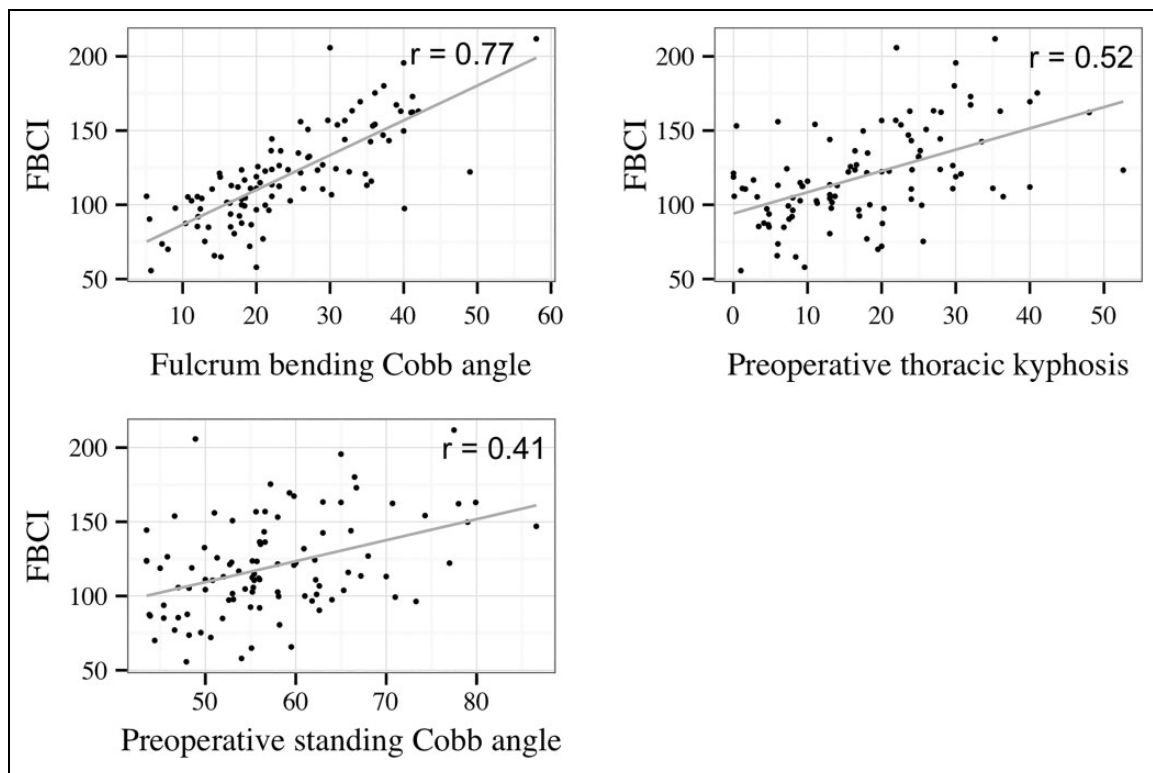 r = 0.77
FBCI
200
150
100
50
10 20 30 40 50 60
Fulcrum bending Cobb angle
r = 0.52
FBCI
200
150
100
50
0 10 20 30 40 50
Preoperative thoracic kyphosis
r = 0.41
FBCI
200
150
100
50
50 60 70 80
Preoperative standing Cobb angle